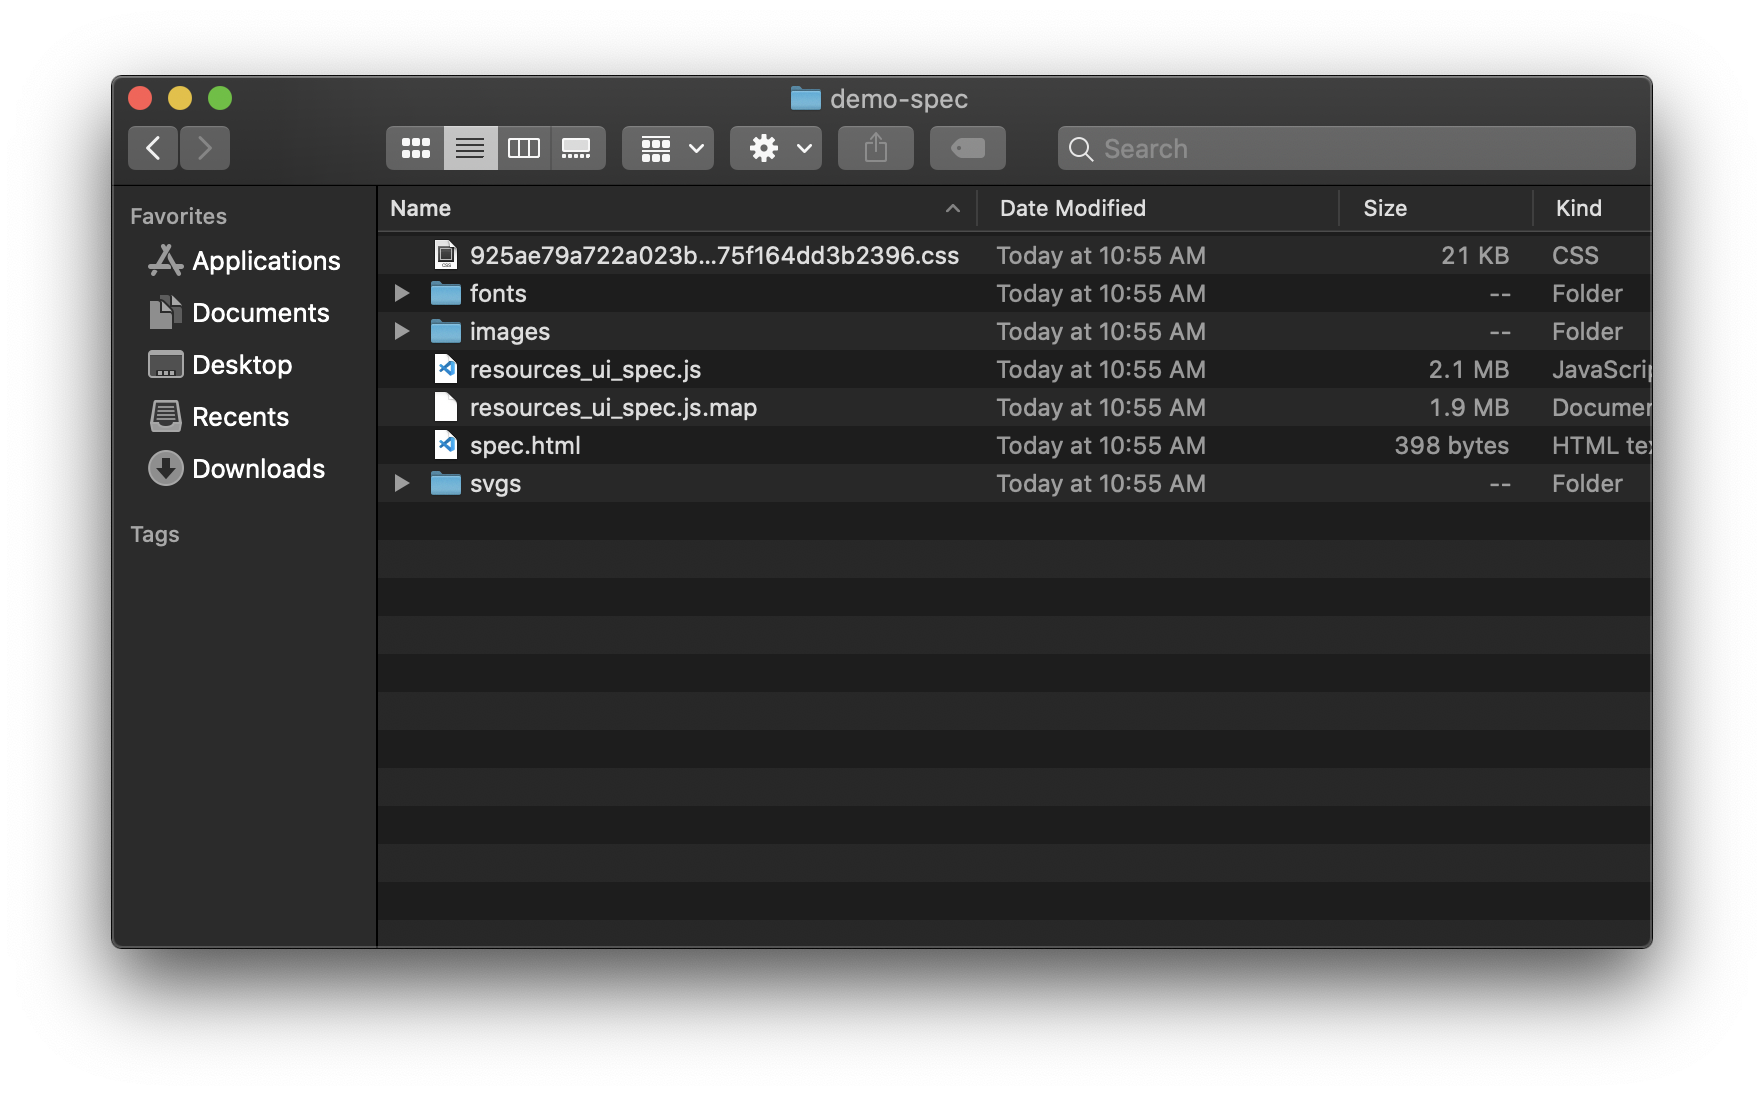 demo-spec
Search
Favorites
Applications
Documents
Desktop
Recents
Downloads
Tags
Name Date Modified Size Kind
925ae79a722a023b...75f164dd3b2396.css Today at 10:55 AM 21 KB CSS
fonts Today at 10:55 AM -- Folder
images Today at 10:55 AM -- Folder
resources_ui_spec.js Today at 10:55 AM 2.1 MB JavaScrip
resources_ui_spec.js.map Today at 10:55 AM 1.9 MB Documen
spec.html Today at 10:55 AM 398 bytes HTML tex
svgs Today at 10:55 AM -- Folder